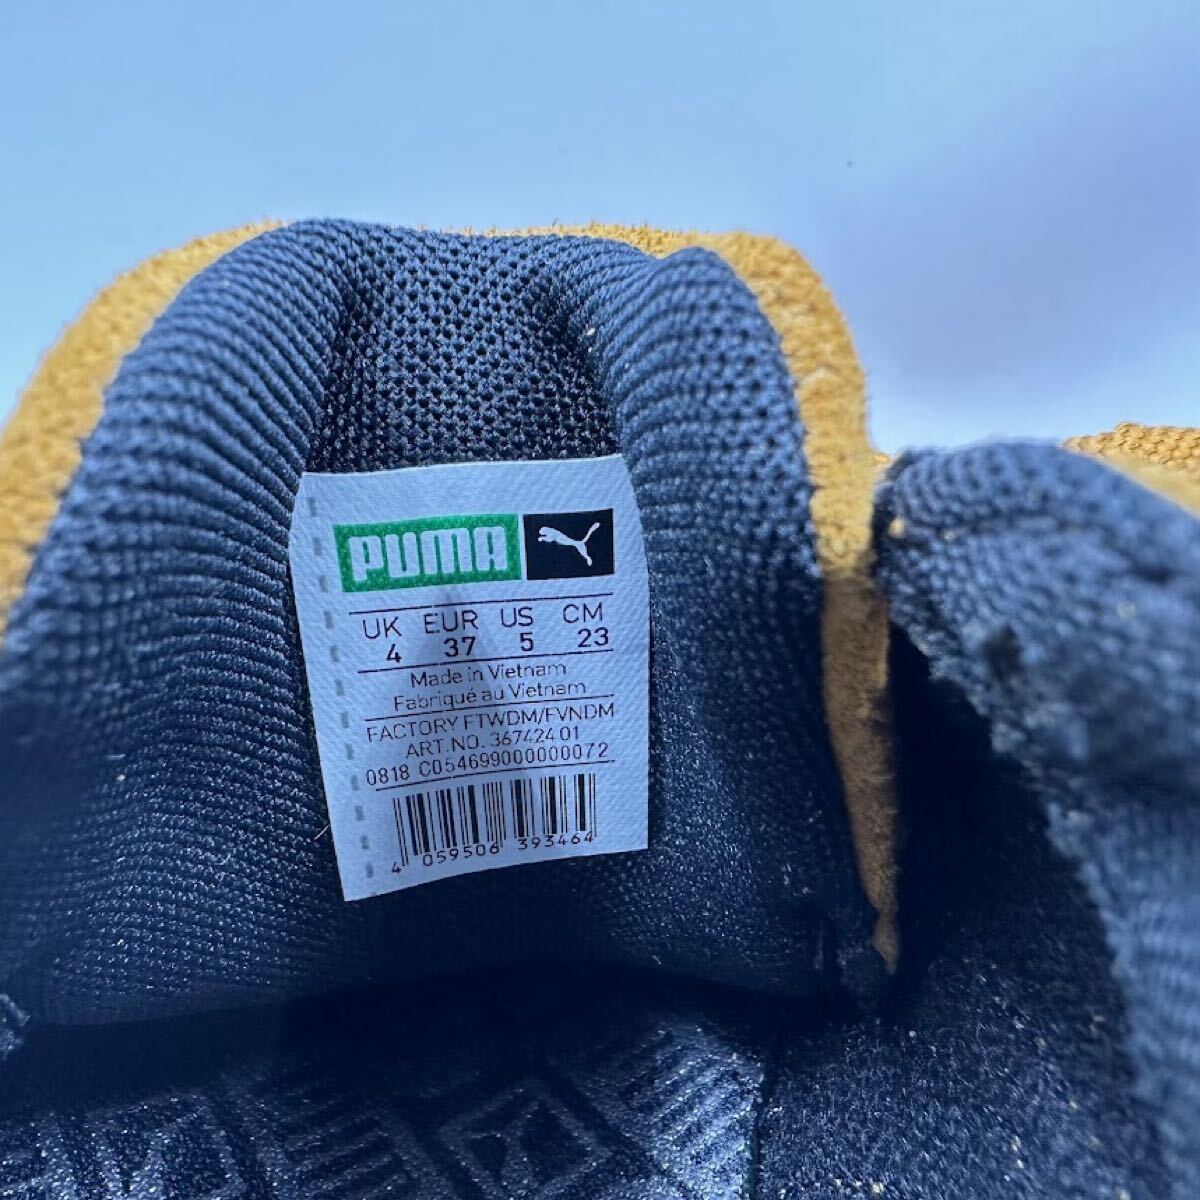 PUMA
UK EUR US CM
4 37 5 23
Made in Vietnam
Fabriqué au Vietnam
FACTORY FTWDM/FVNDM
ART.NO. 367424 01
0818 C054699000000072
4 059506 393464